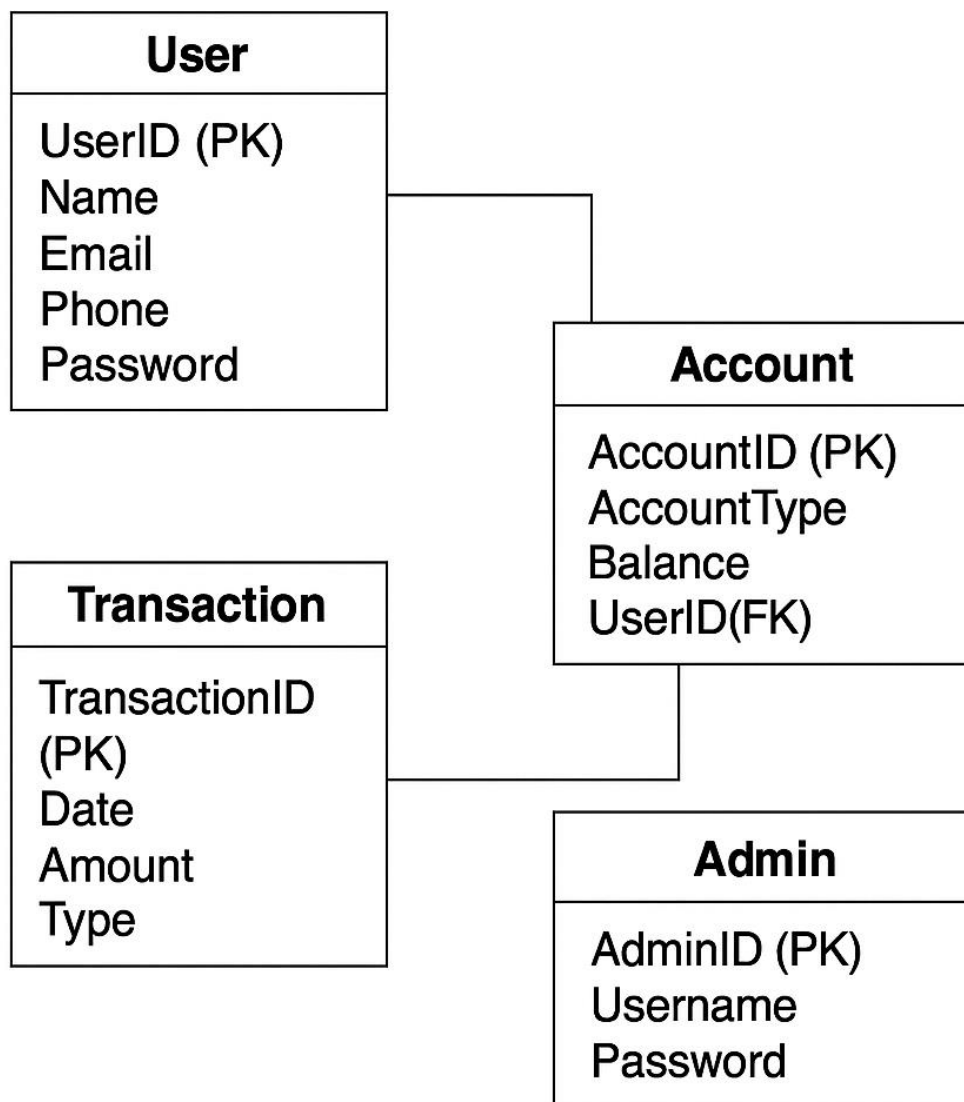 User
UserID (PK)
Name
Email
Phone
Password
Account
AccountID (PK)
AccountType
Balance
UserID(FK)
Transaction
TransactionID
(PK)
Date
Amount
Type
Admin
AdminID (PK)
Username
Password